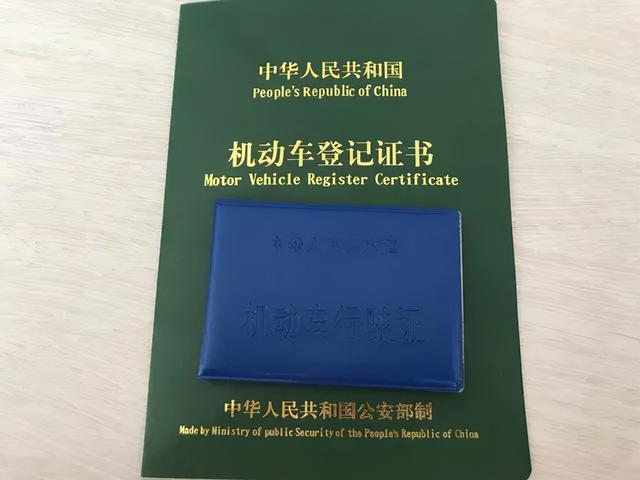 中华人民共和国
People's Republic of China
机动车登记证书
Motor Vehicle Register Certificate
中华人民共和国
机动车行驶证
中华人民共和国公安部制
Made by Ministry of public Security of the People's Republic of China